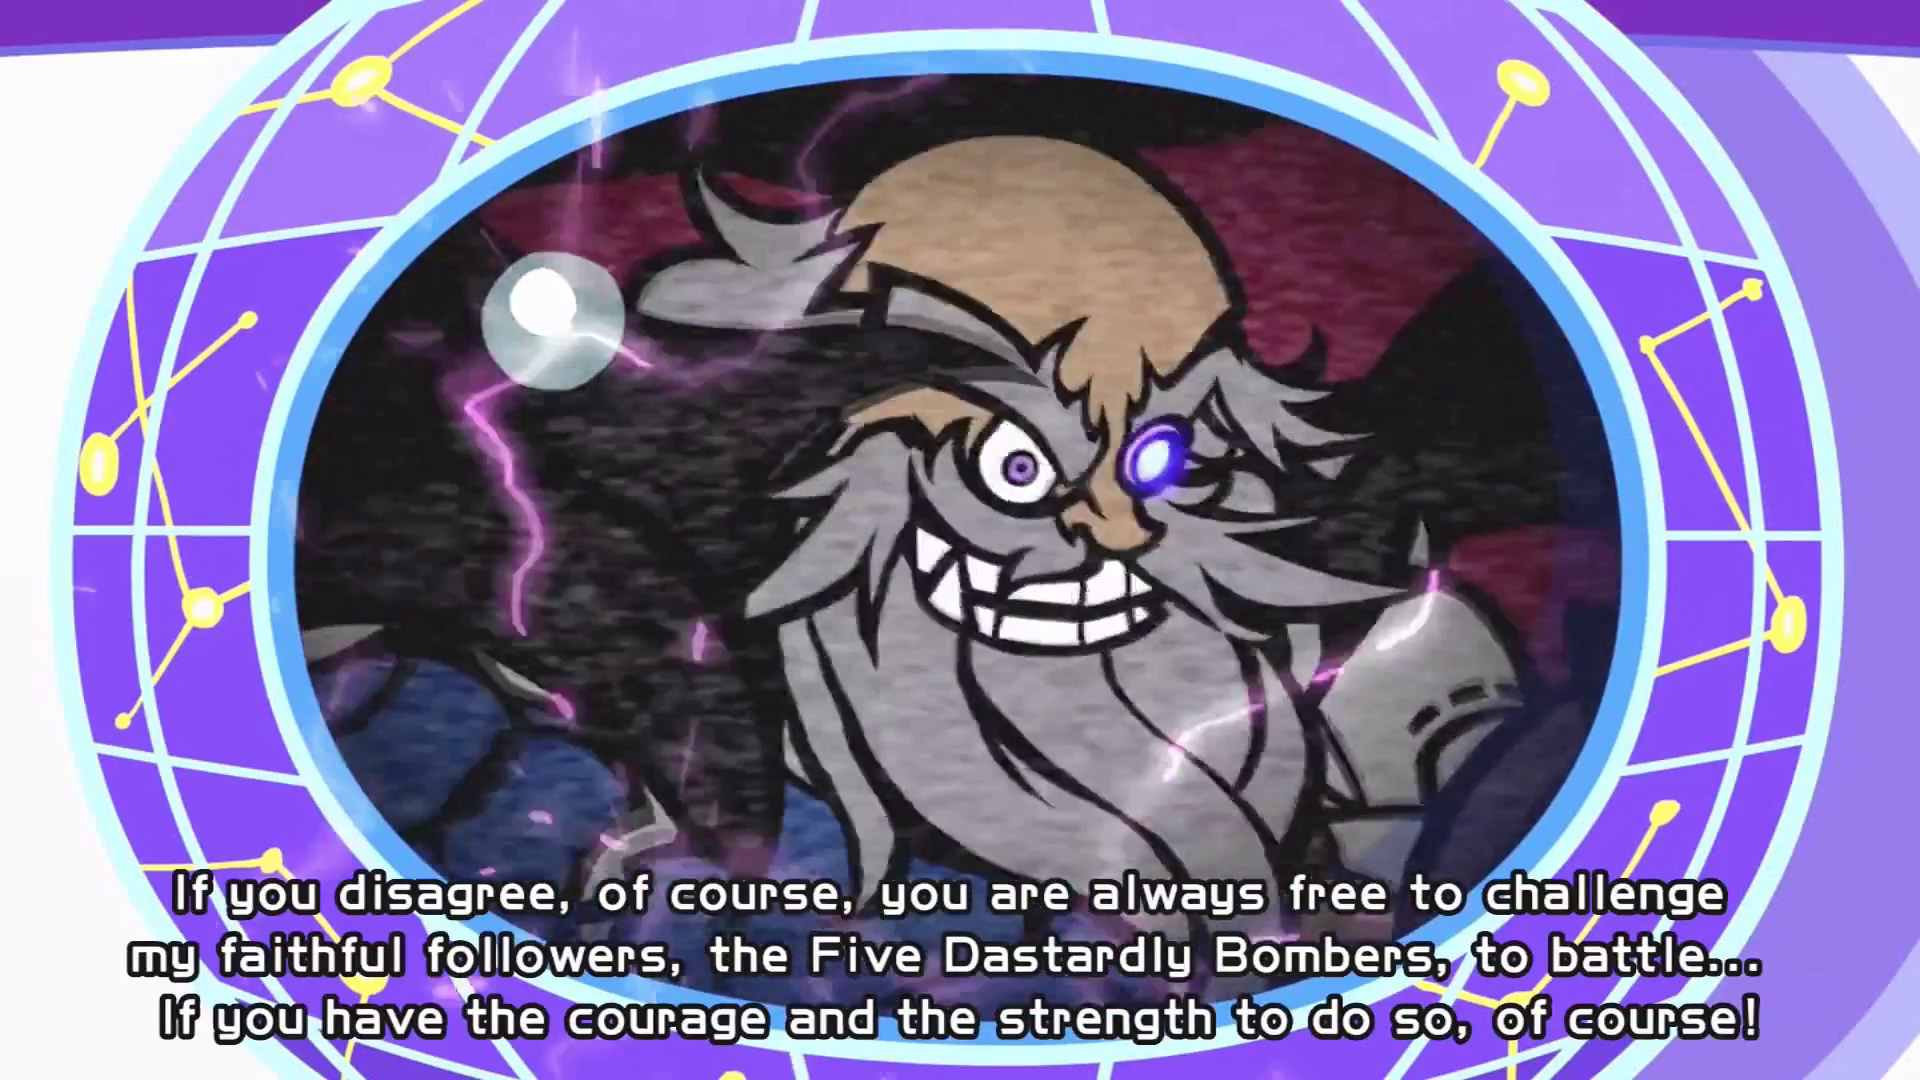 If you disagree, of course, you are always free to challenge
my faithful followers, the Five Dastardly Bombers, to battle...
If you have the courage and the strength to do so, of course!